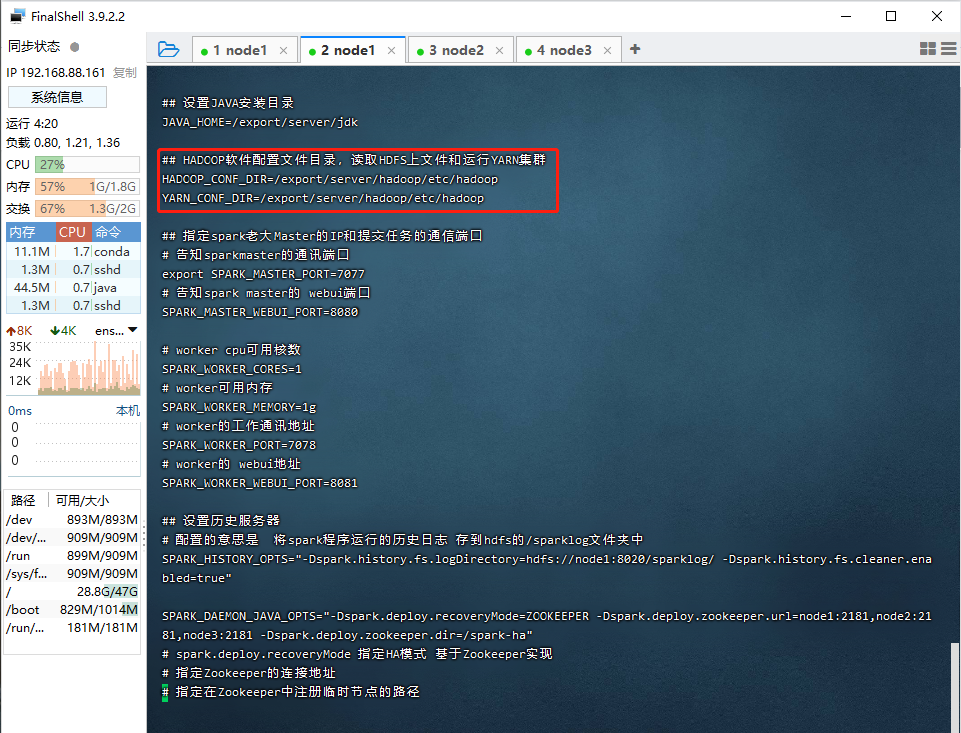 FinalShell 3.9.2.2
同步状态
IP 192.168.88.161 复制
系统信息
运行 4:20
负载 0.80, 1.21, 1.36
CPU 27%
内存 57% 1G/1.8G
交换 67% 1.3G/2G
内存 CPU 命令
11.1M 1.7 conda
1.3M 0.7 sshd
44.5M 0.7 java
1.3M 0.7 sshd
8K 4K ens...
35K
24K
12K
0ms 本机
0
0
0
路径 可用/大小
/dev 893M/893M
/dev/... 909M/909M
/run 899M/909M
/sys/f... 909M/909M
/ 28.8G/47G
/boot 829M/1014M
/run/... 181M/181M
1 node1 2 node1 3 node2 4 node3
## 设置JAVA安装目录
JAVA_HOME=/export/server/jdk
## HADOOP软件配置文件目录，读取HDFS上文件和运行YARN集群
HADOOP_CONF_DIR=/export/server/hadoop/etc/hadoop
YARN_CONF_DIR=/export/server/hadoop/etc/hadoop
## 指定spark老大Master的IP和提交任务的通信端口
# 告知sparkmaster的通讯端口
export SPARK_MASTER_PORT=7077
# 告知spark master的 webui端口
SPARK_MASTER_WEBUI_PORT=8080
# worker cpu可用核数
SPARK_WORKER_CORES=1
# worker可用内存
SPARK_WORKER_MEMORY=1g
# worker的工作通讯地址
SPARK_WORKER_PORT=7078
# worker的 webui地址
SPARK_WORKER_WEBUI_PORT=8081
## 设置历史服务器
# 配置的意思是 将spark程序运行的历史日志 存到hdfs的/sparklog文件夹中
SPARK_HISTORY_OPTS="-Dspark.history.fs.logDirectory=hdfs://node1:8020/sparklog/ -Dspark.history.fs.cleaner.ena
bled=true"
SPARK_DAEMON_JAVA_OPTS="-Dspark.deploy.recoveryMode=ZOOKEEPER -Dspark.deploy.zookeeper.url=node1:2181,node2:21
81,node3:2181 -Dspark.deploy.zookeeper.dir=/spark-ha"
# spark.deploy.recoveryMode 指定HA模式 基于Zookeeper实现
# 指定Zookeeper的连接地址
# 指定在Zookeeper中注册临时节点的路径